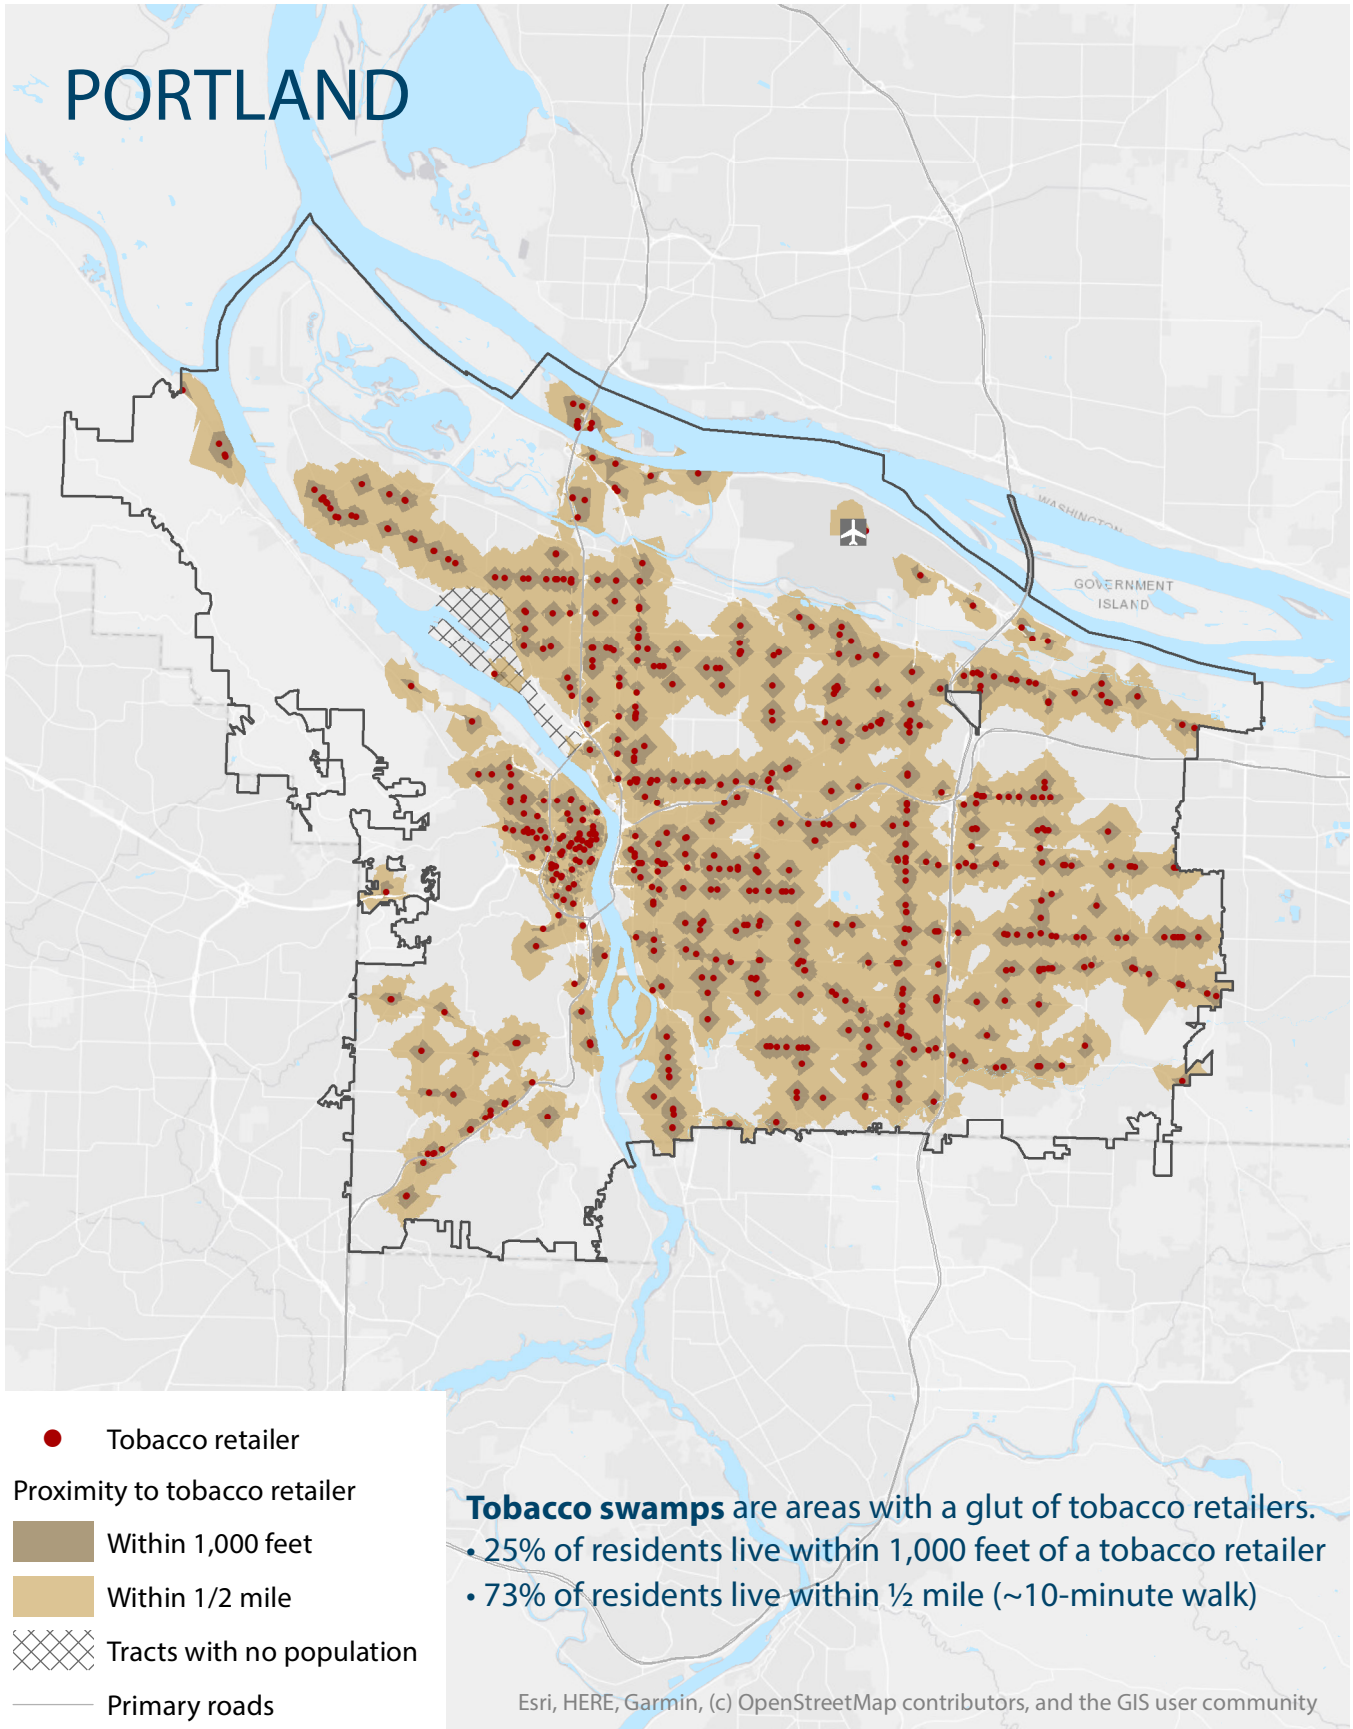 PORTLAND
WASHINGTON
GOVERNMENT
ISLAND
Tobacco retailer
Proximity to tobacco retailer
Within 1,000 feet
Within 1/2 mile
Tracts with no population
Primary roads
Tobacco swamps are areas with a glut of tobacco retailers.
• 25% of residents live within 1,000 feet of a tobacco retailer
• 73% of residents live within ½ mile (~10-minute walk)
Esri, HERE, Garmin, (c) OpenStreetMap contributors, and the GIS user community